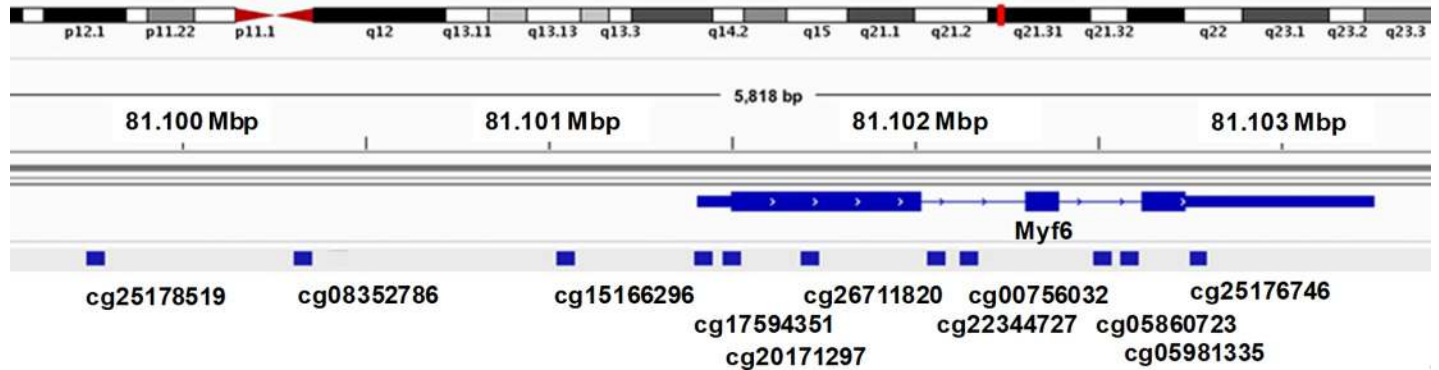 p12.1 p11.22 p11.1 q12 q13.11 q13.13 q13.3 q14.2 q15 q21.1 q21.2 q21.31 q21.32 q22 q23.1 q23.2 q23.3
5,818 bp
81.100 Mbp 81.101 Mbp 81.102 Mbp 81.103 Mbp
Myf6
cg25178519 cg08352786 cg15166296 cg26711820 cg00756032 cg25176746
cg17594351 cg22344727 cg05860723
cg20171297 cg05981335